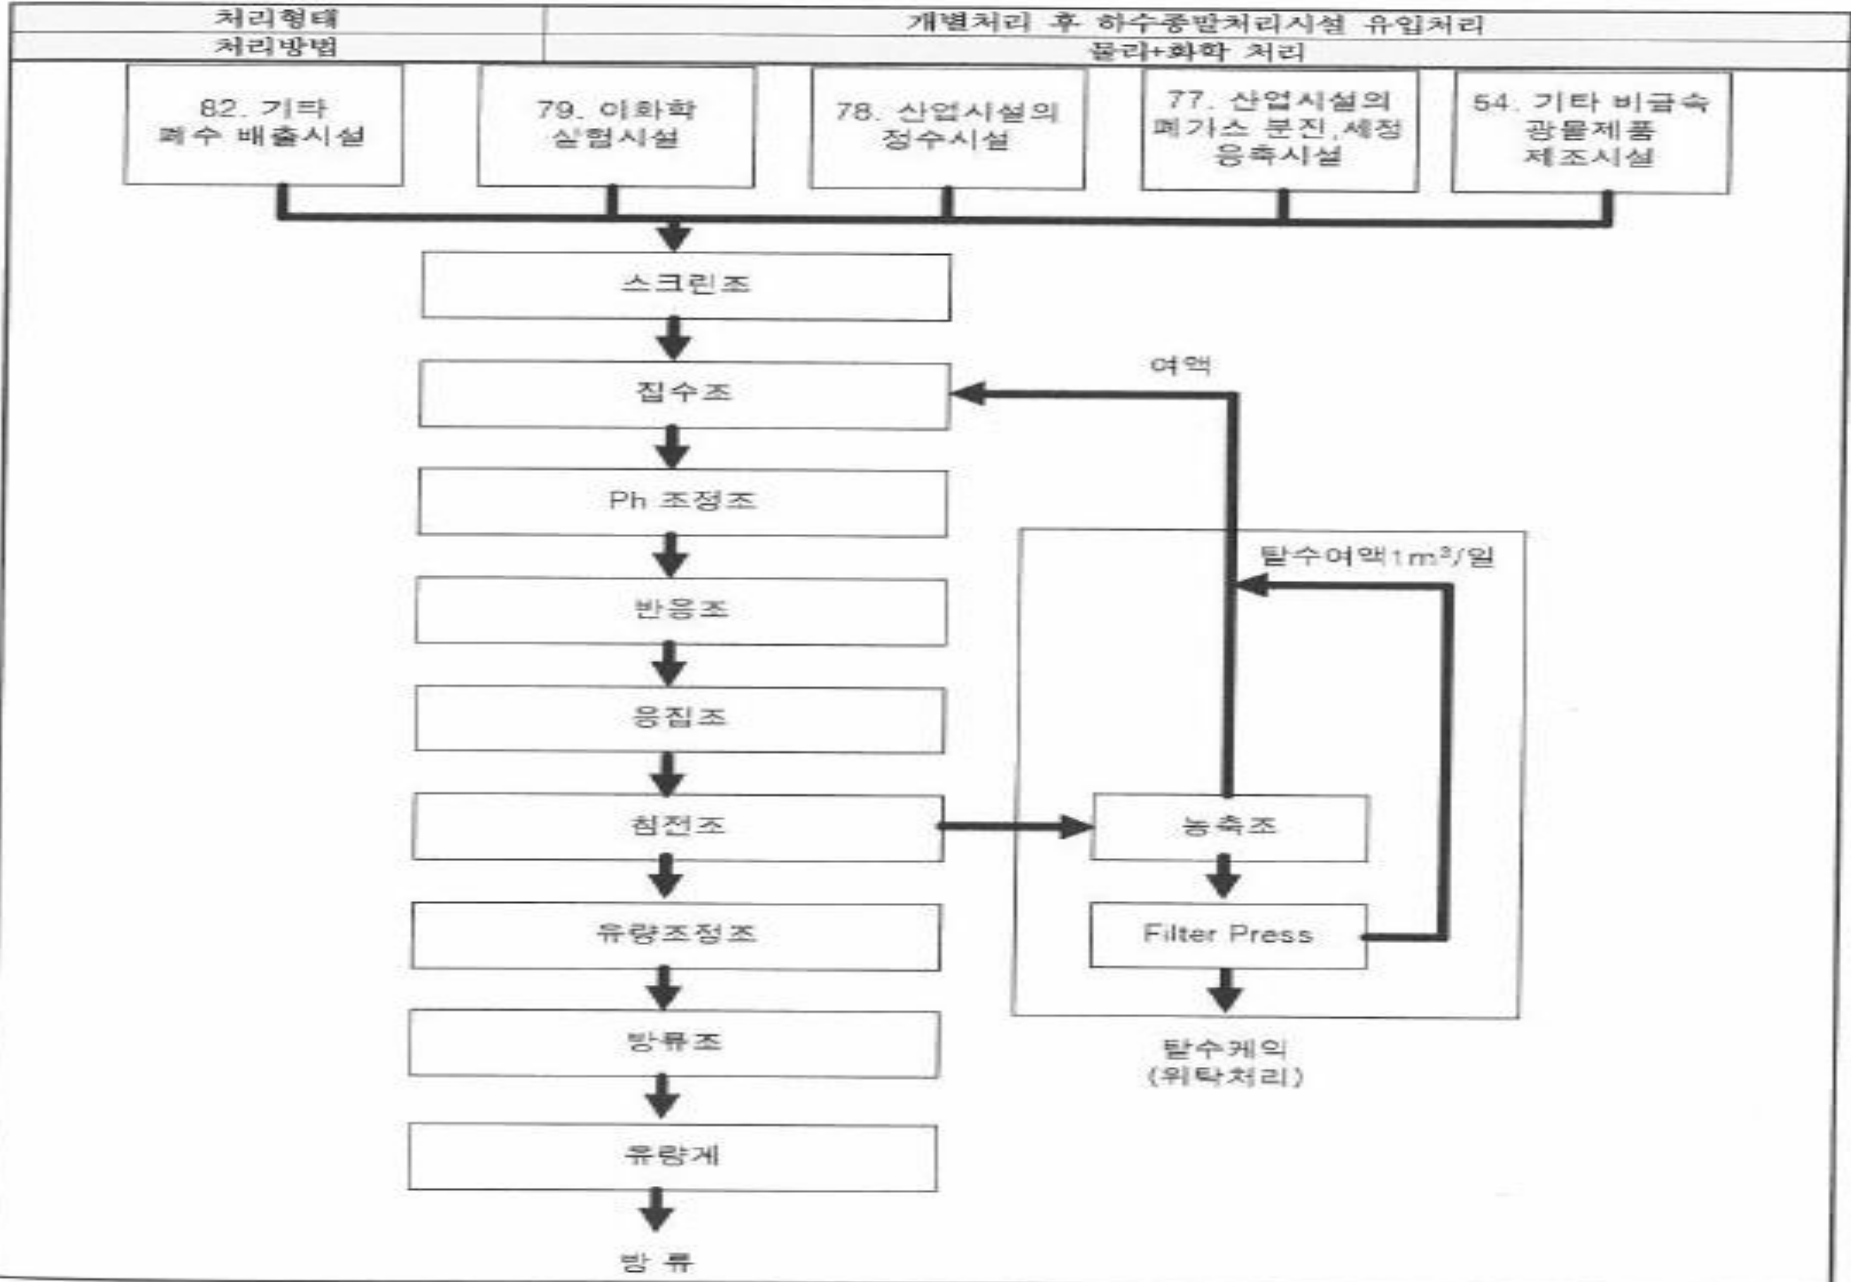 처리형태
개별처리 후 하수종말처리시설 유입처리
처리방법
물리+화학 처리
82. 기타
폐수 배출시설
79. 이화학
실험시설
78. 산업시설의
정수시설
77. 산업시설의
폐가스 분진,세정
응축시설
54. 기타 비금속
광물제품
제조시설
스크린조
집수조
여액
Ph 조정조
탈수여액1m³/일
반응조
응집조
침전조
농축조
유량조정조
Filter Press
방류조
탈수케익
(위탁처리)
유량계
방 류